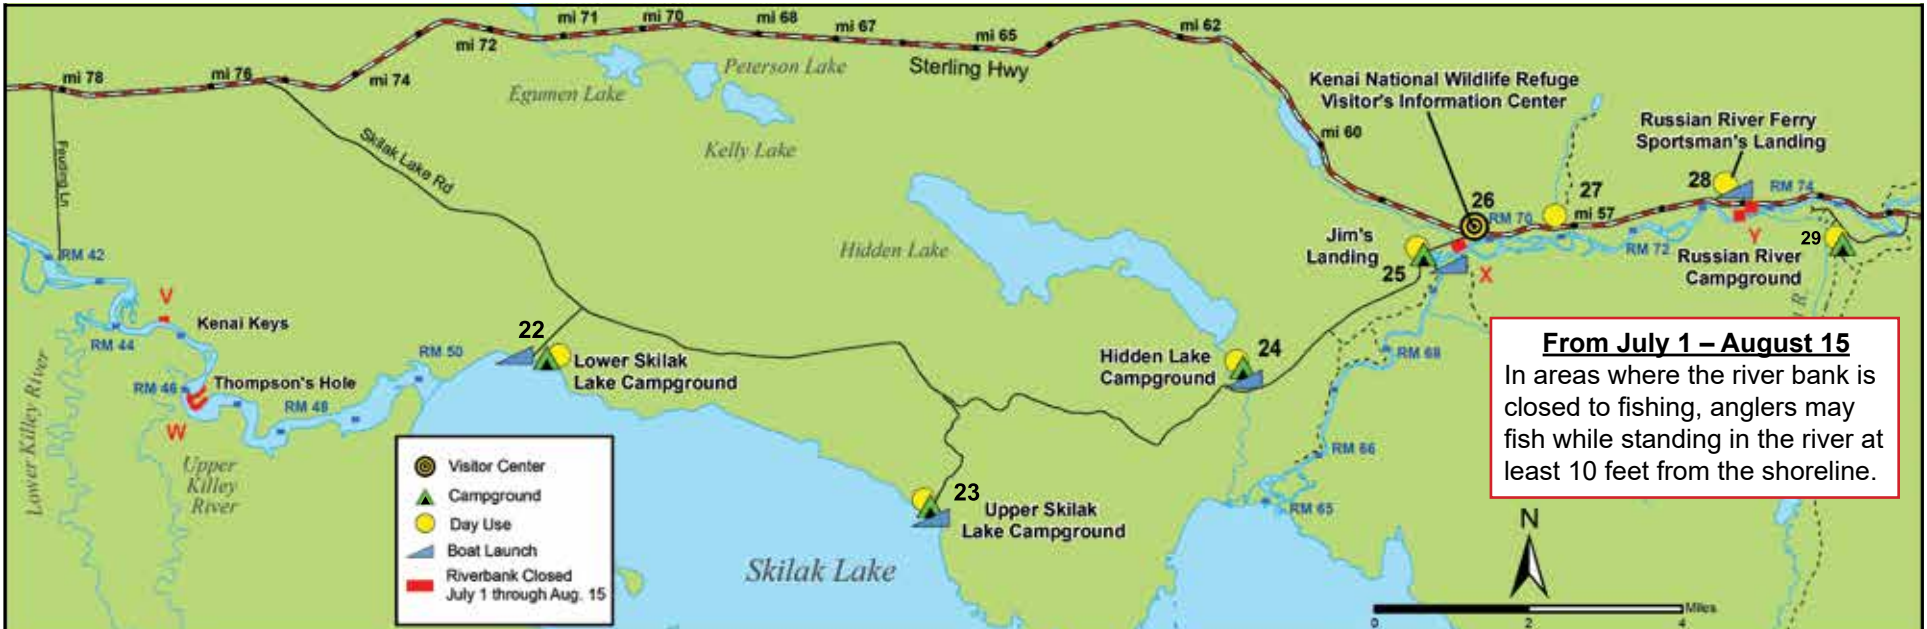 mi 78
mi 76
mi 74
mi 72
mi 71
mi 70
mi 68
mi 67
mi 65
mi 62
Sterling Hwy
mi 60
mi 57
Peterson Lake
Egumen Lake
Kelly Lake
Skilak Lake Rd
Feuding Ln
Hidden Lake
Kenai National Wildlife Refuge
Visitor's Information Center
Russian River Ferry
Sportsman's Landing
26
27
28
29
RM 70
RM 72
RM 74
Jim's
Landing
25
X
Y
Russian River
Campground
RM 42
V
Kenai Keys
RM 44
RM 46
Thompson's Hole
W
RM 48
RM 50
Lower Killey River
Upper
Killey
River
22
Lower Skilak
Lake Campground
23
Upper Skilak
Lake Campground
Hidden Lake
Campground
24
RM 68
RM 66
RM 65
Skilak Lake
R.
From July 1 – August 15
In areas where the river bank is
closed to fishing, anglers may
fish while standing in the river at
least 10 feet from the shoreline.
Visitor Center
Campground
Day Use
Boat Launch
Riverbank Closed
July 1 through Aug. 15
N
Miles
0
2
4